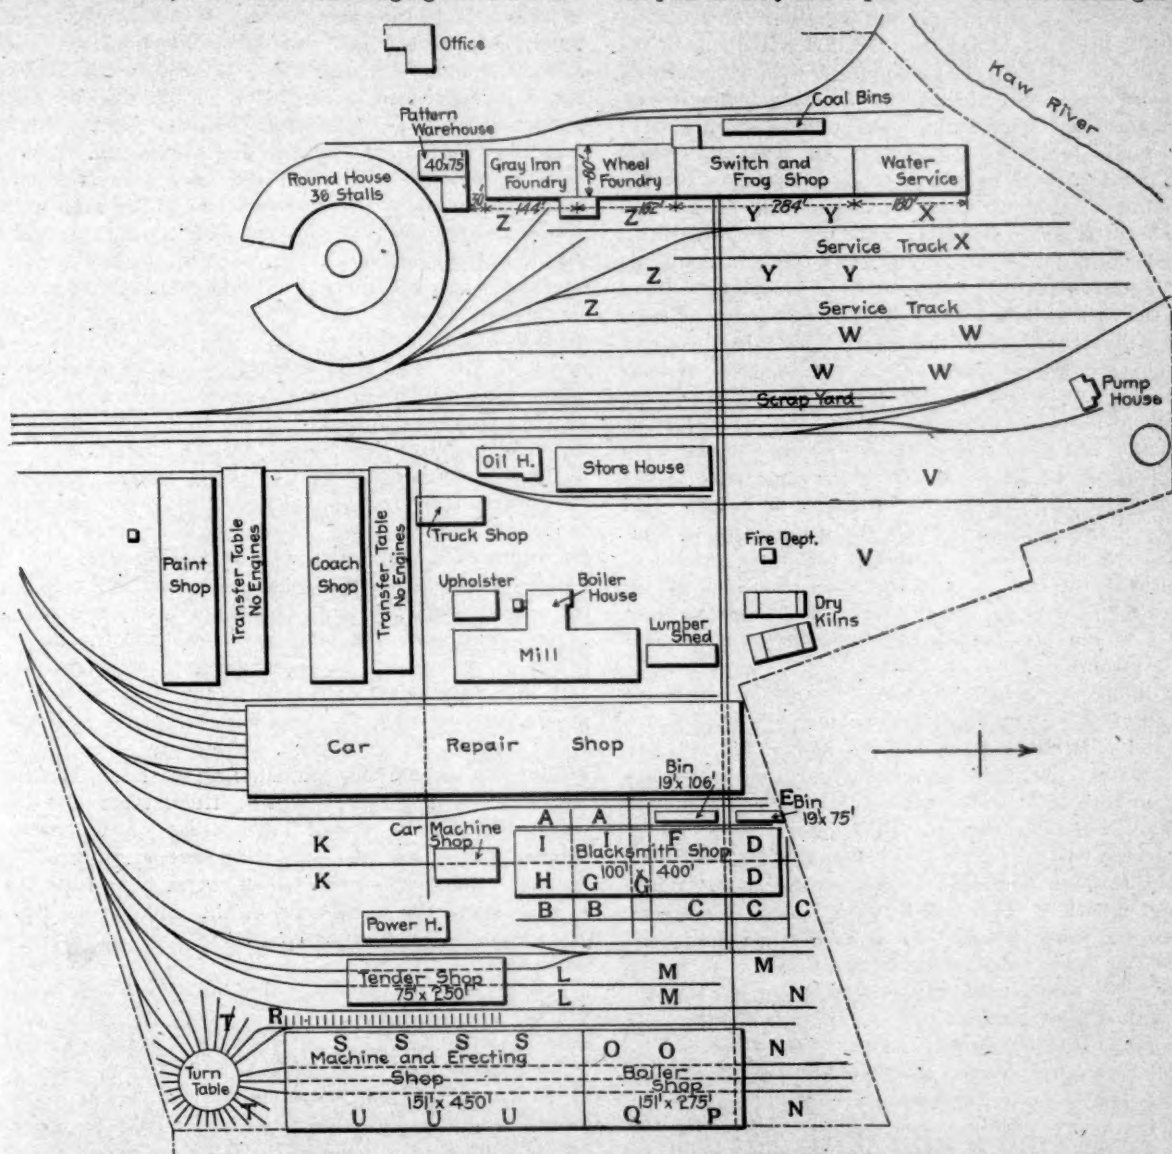 Office
Kaw River
Coal Bins
Pattern
Warehouse
40'x75'
Gray Iron
Foundry
80'
Wheel
Foundry
Switch and
Frog Shop
Water
Service
Round House
36 Stalls
30'
144'
162'
284'
180'
Z Z Y Y X
Service Track X
Z Y Y
Z
Service Track
W W
W W
Scrap Yard
Pump
House
Oil H.
Store House
V
Truck Shop
Fire Dept.
V
Paint
Shop
Transfer Table
No Engines
Coach
Shop
Transfer Table
No Engines
Upholster
Boiler
House
Dry
Kilns
Lumber
Shed
Mill
Car Repair Shop
Bin
19'x 106'
E
Bin
19'x 75'
A A
Car Machine
Shop
K
I I F D
Blacksmith Shop
100' x 400'
K
H G G D
B B C C C
Power H.
Tender Shop
75'x 250'
L M M
L M N
T R
S S S S
Machine and Erecting
Shop
151'x 450'
O O N
Boiler
Shop
151'x 275'
Turn
Table
T
U U U Q P N